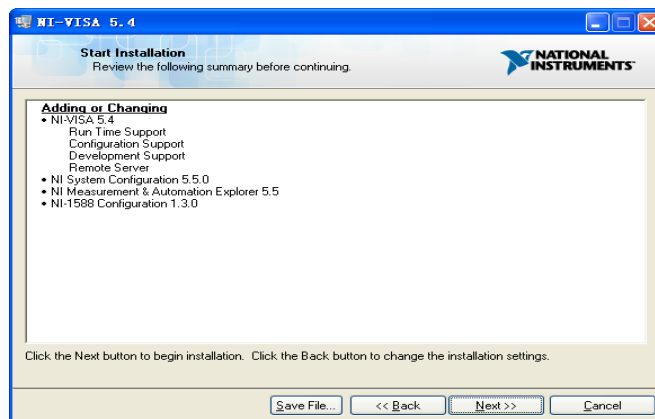 NI-VISA 5.4
Start Installation
Review the following summary before continuing.
NATIONAL
INSTRUMENTS
Adding or Changing
• NI-VISA 5.4
Run Time Support
Configuration Support
Development Support
Remote Server
• NI System Configuration 5.5.0
• NI Measurement & Automation Explorer 5.5
• NI-1588 Configuration 1.3.0
Click the Next button to begin installation. Click the Back button to change the installation settings.
Save File... << Back Next >> Cancel